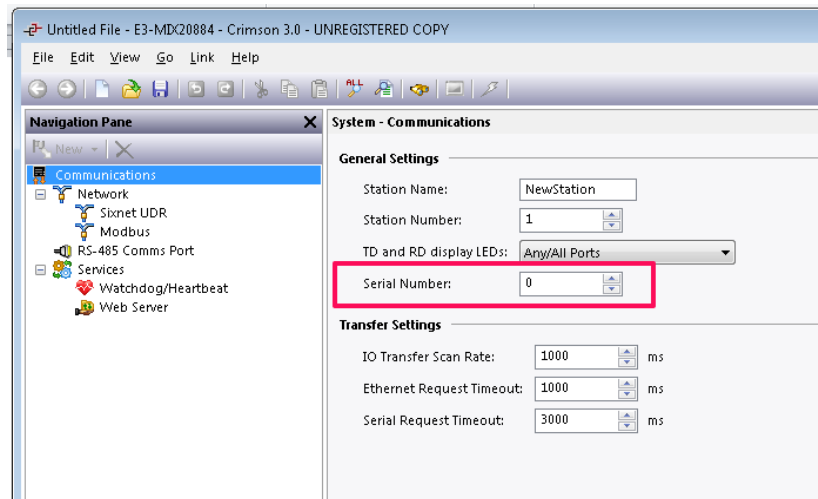 Untitled File - E3-MIX20884 - Crimson 3.0 - UNREGISTERED COPY
File Edit View Go Link Help
ALL
Navigation Pane X
New
Communications
Network
Sixnet UDR
Modbus
RS-485 Comms Port
Services
Watchdog/Heartbeat
Web Server
System - Communications
General Settings
Station Name: NewStation
Station Number: 1
TD and RD display LEDs: Any/All Ports
Serial Number: 0
Transfer Settings
IO Transfer Scan Rate: 1000 ms
Ethernet Request Timeout: 1000 ms
Serial Request Timeout: 3000 ms